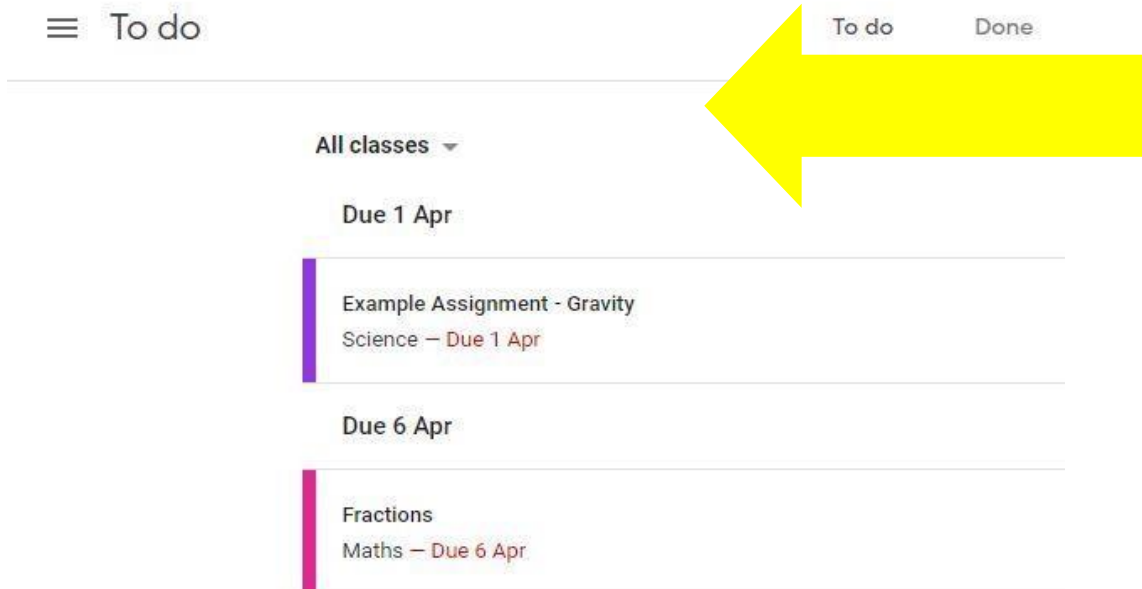 To do To do Done
All classes
Due 1 Apr
Example Assignment - Gravity
Science — Due 1 Apr
Due 6 Apr
Fractions
Maths — Due 6 Apr